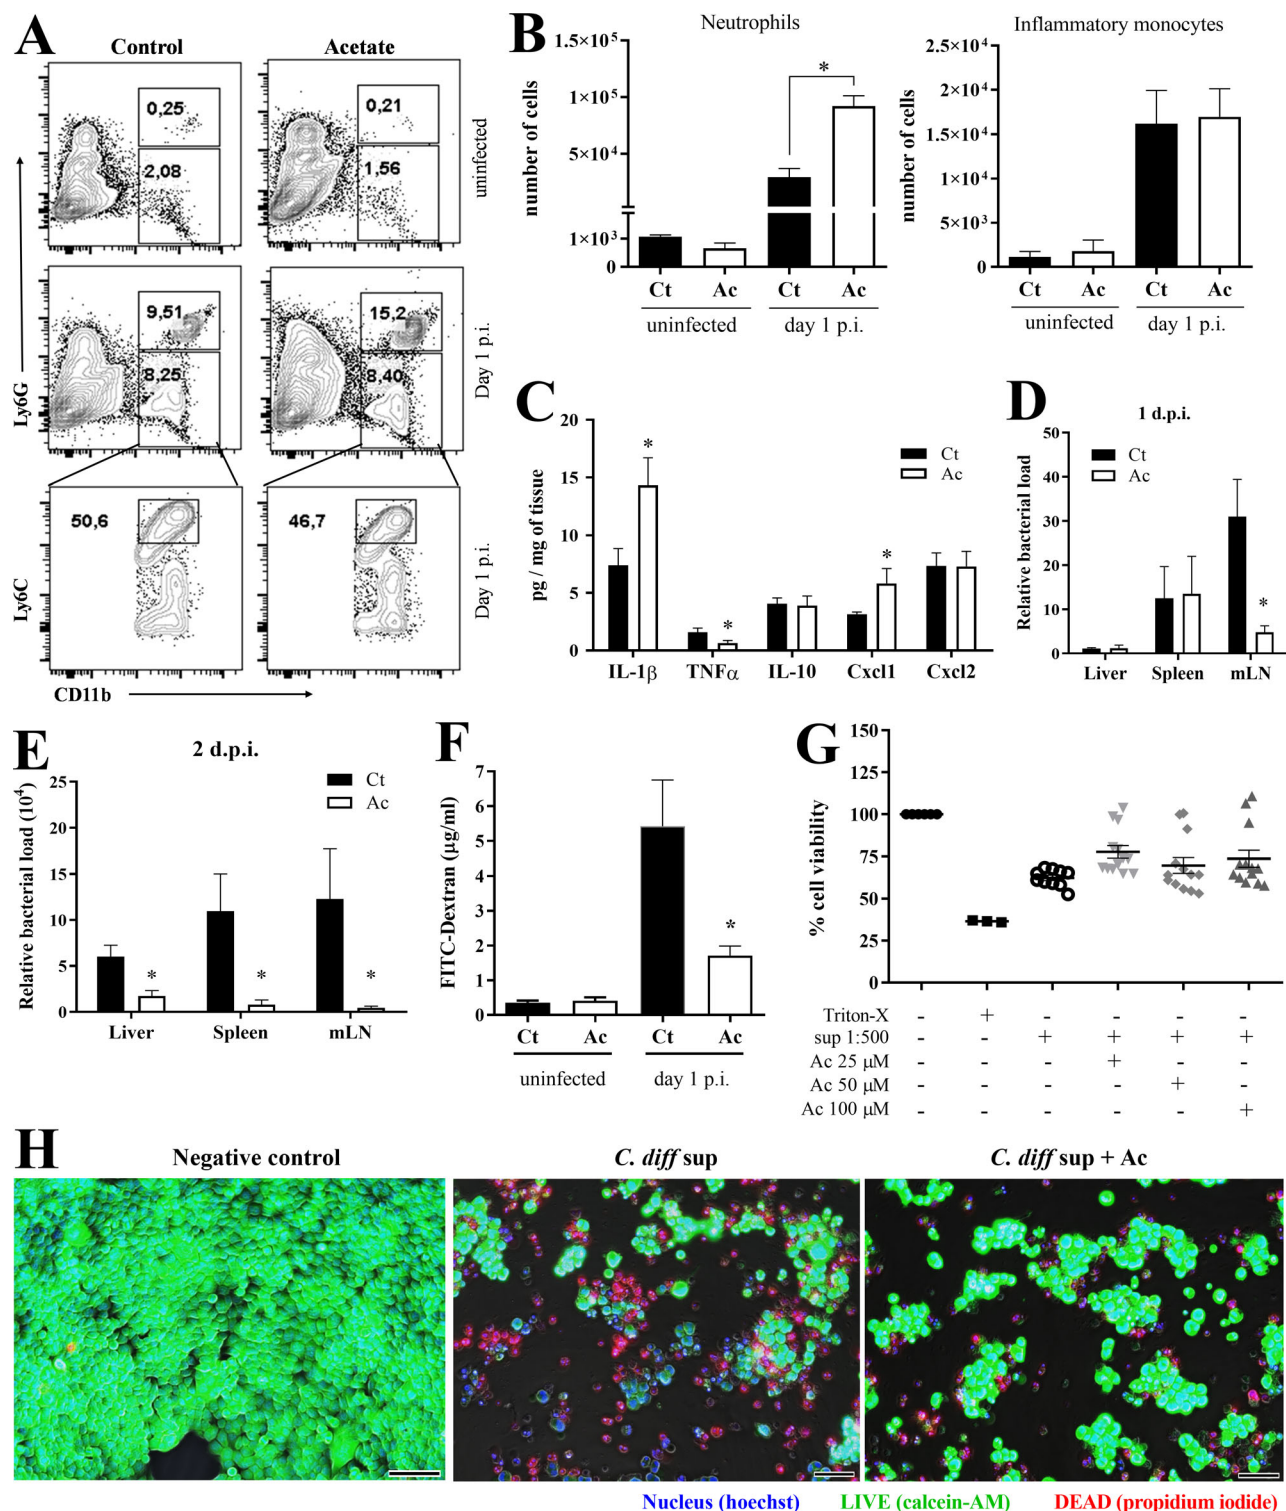 A
Control
Acetate
0,25
0,21
2,08
1,56
uninfected
9,51
15,2
8,25
8,40
Day 1 p.i.
Ly6G
50,6
46,7
Ly6C
Day 1 p.i.
CD11b
B
Neutrophils
number of cells
1.5×10⁵
1×10⁵
5×10⁴
1×10³
0
*
Ct Ac Ct Ac
uninfected day 1 p.i.
Inflammatory monocytes
number of cells
2.5×10⁴
2×10⁴
1.5×10⁴
1×10⁴
5×10³
0
Ct Ac Ct Ac
uninfected day 1 p.i.
C
pg / mg of tissue
20
15
10
5
0
Ct
Ac
* * *
IL-1β TNFα IL-10 Cxcl1 Cxcl2
D
1 d.p.i.
Relative bacterial load
50
40
30
20
10
0
Ct
Ac
*
Liver Spleen mLN
E
2 d.p.i.
Relative bacterial load (10⁴)
25
20
15
10
5
0
Ct
Ac
* * *
Liver Spleen mLN
F
FITC-Dextran (μg/ml)
7
6
5
4
3
2
1
0
*
Ct Ac Ct Ac
uninfected day 1 p.i.
G
% cell viability
150
125
100
75
50
25
0
Triton-X - + - - - -
sup 1:500 - - + + + +
Ac 25 μM - - - + - -
Ac 50 μM - - - - + -
Ac 100 μM - - - - - +
H
Negative control
C. diff sup
C. diff sup + Ac
Nucleus (hoechst) LIVE (calcein-AM) DEAD (propidium iodide)